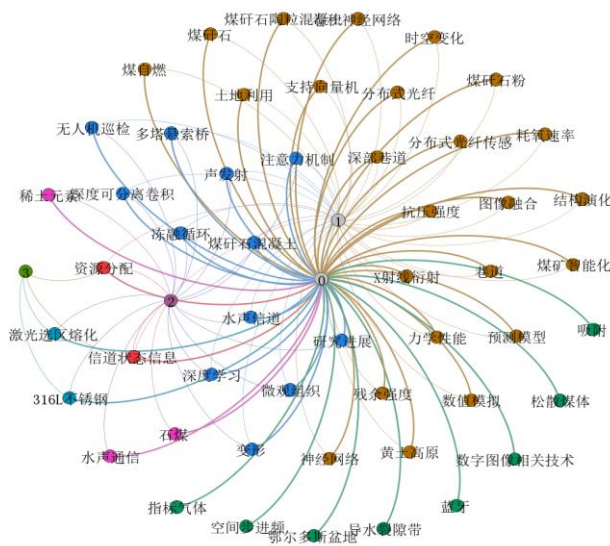 煤矸石陶粒混凝土
卷积神经网络
煤矸石
时空变化
煤自燃
支持向量机
煤矸石粉
土地利用
分布式光纤
无人机巡检
多塔悬索桥
耗氧速率
分布式光纤传感
注意力机制
深部巷道
声发射
稀土元素
深度可分离卷积
图像融合
结构演化
抗压强度
1
冻融循环
煤矸石混凝土
3
资源分配
X射线衍射
巷道
煤矿智能化
0
2
水声信道
吸附
激光选区熔化
研究进展
力学性能
预测模型
信道状态信息
深度学习
微观组织
残余强度
316L不锈钢
数值模拟
松散媒体
石煤
水声通信
变形
神经网络
黄土高原
数字图像相关技术
指标气体
蓝牙
空间步进频
鄂尔多斯盆地
导水裂隙带